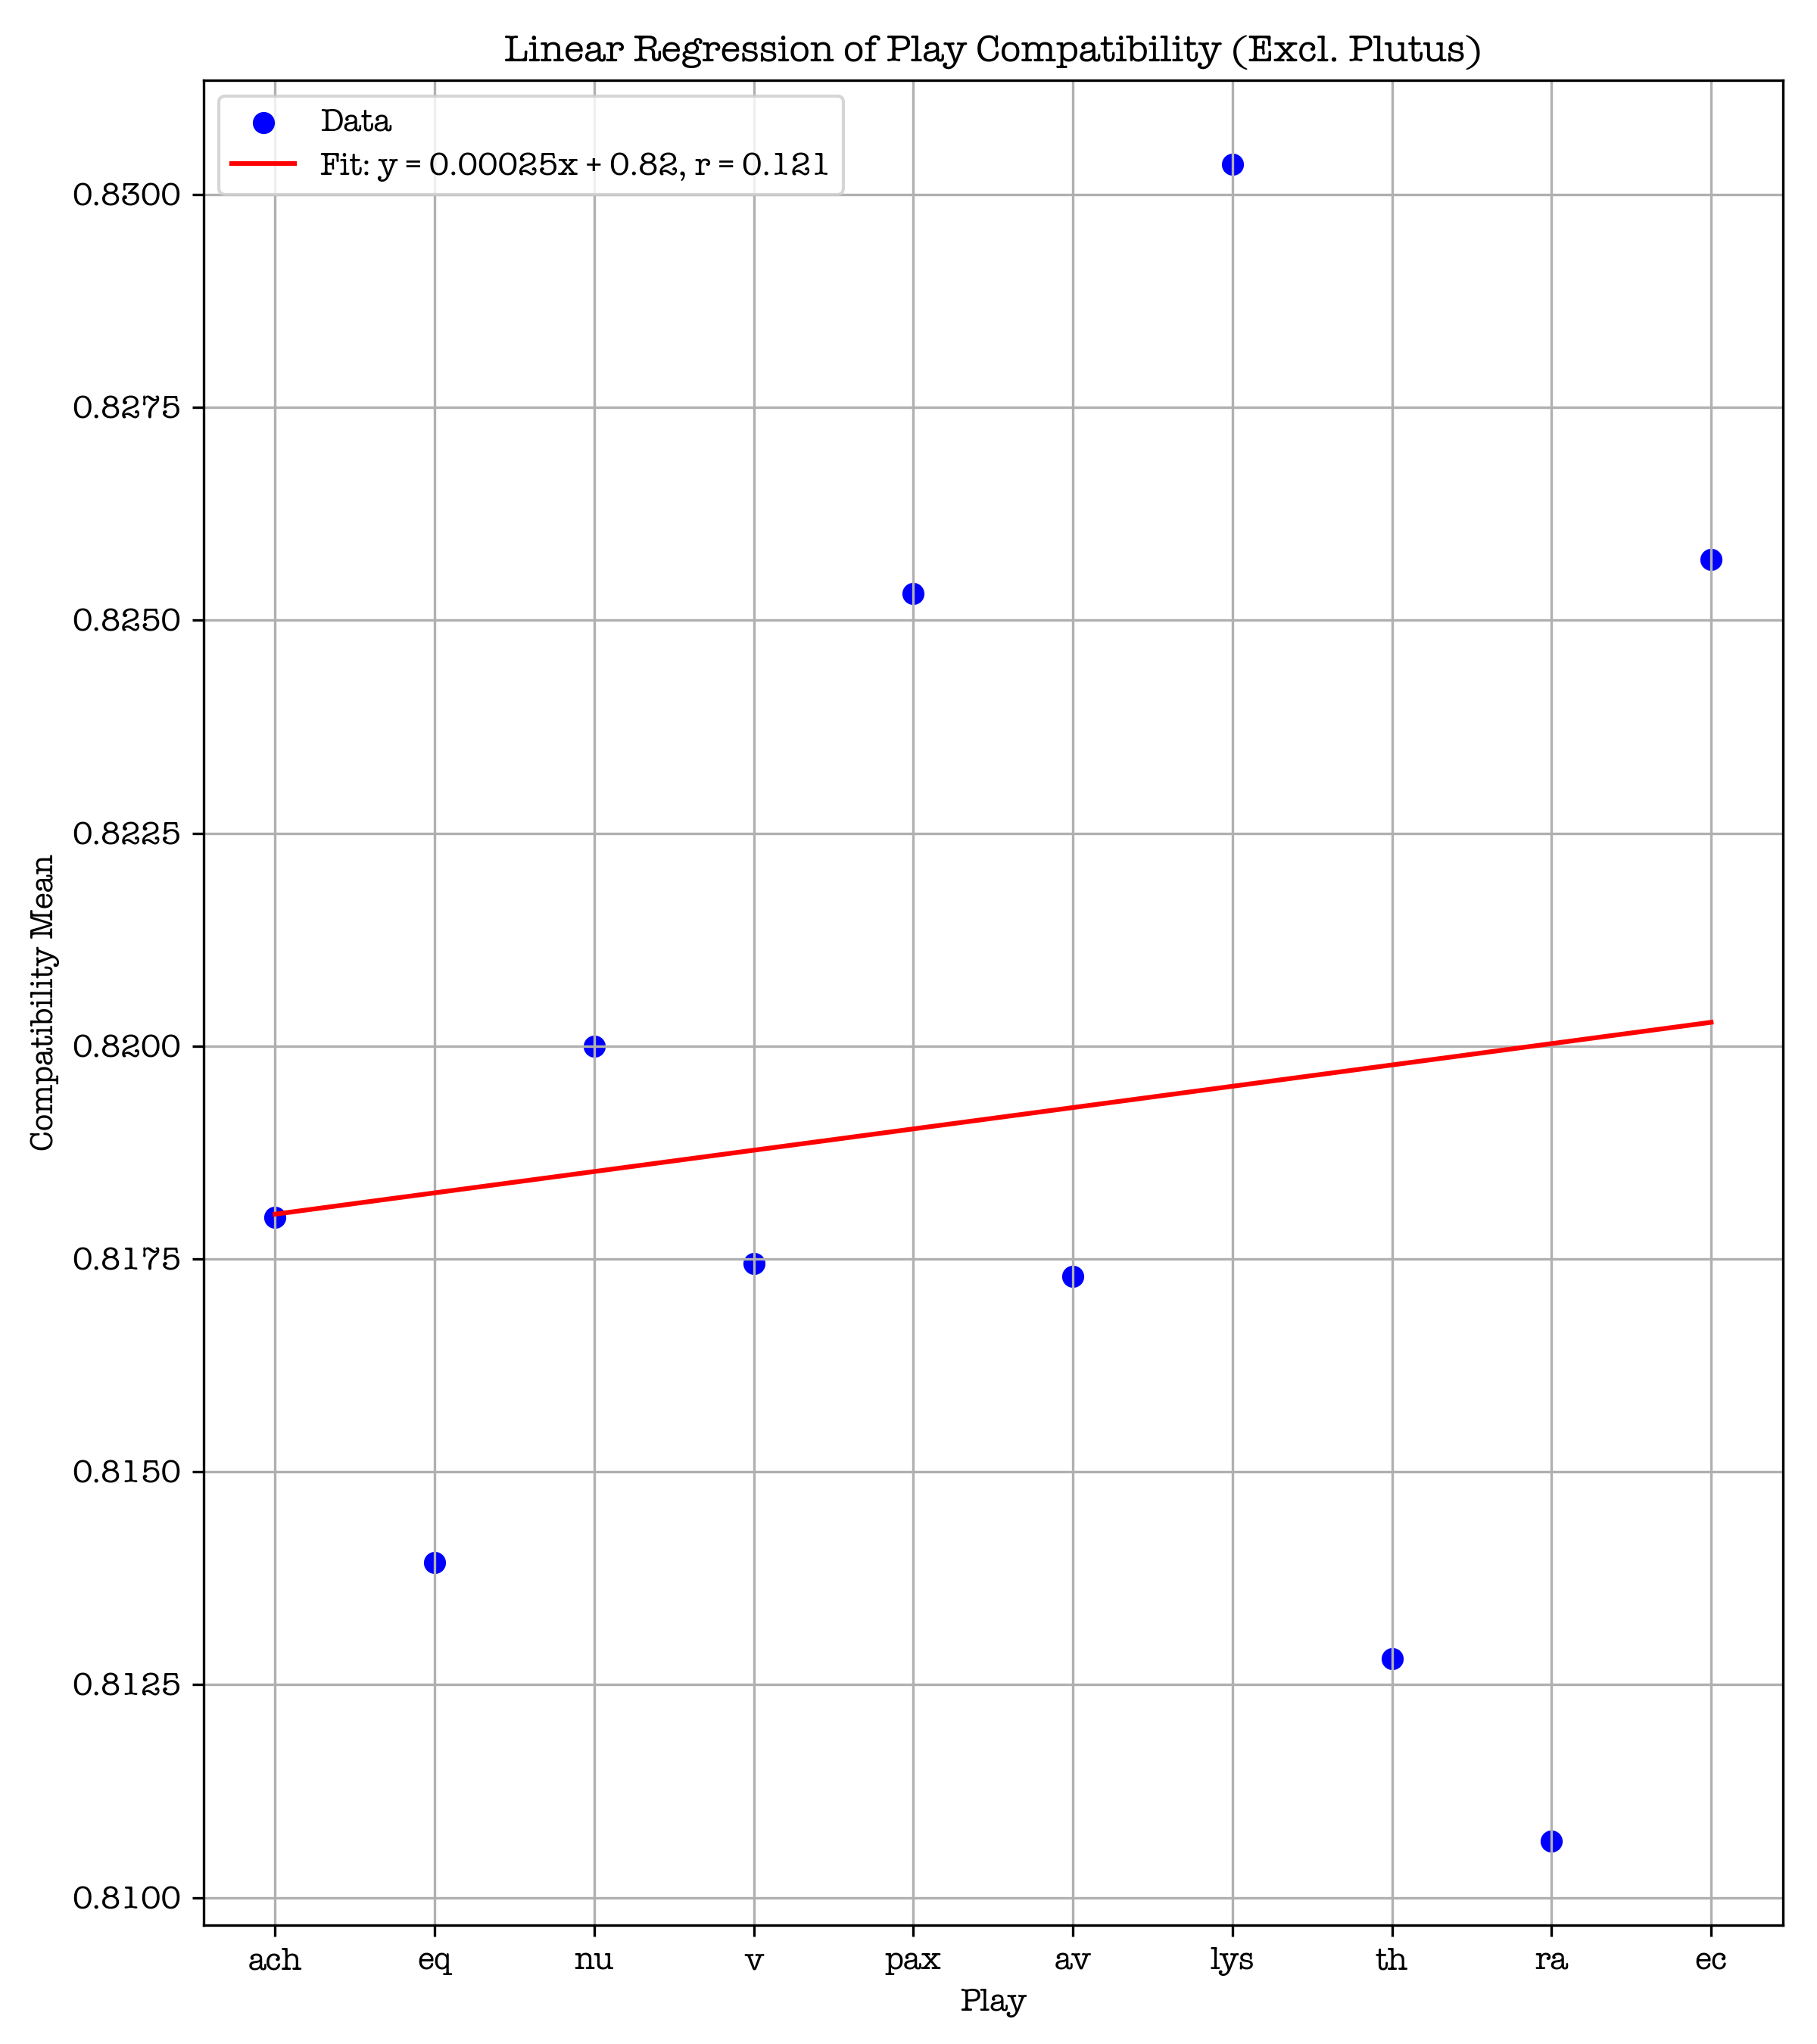 Linear Regression of Play Compatibility (Excl. Plutus)
Data
Fit: y = 0.00025x + 0.82, r = 0.121
0.8300
0.8275
0.8250
0.8225
0.8200
0.8175
0.8150
0.8125
0.8100
Compatibility Mean
ach eq nu v pax av lys th ra ec
Play